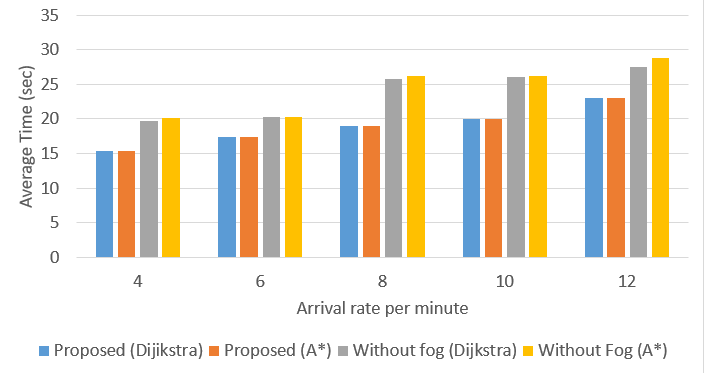 35
30
25
20
15
10
5
0
Average Time (sec)
4 6 8 10 12
Arrival rate per minute
Proposed (Dijikstra) Proposed (A*) Without fog (Dijkstra) Without Fog (A*)